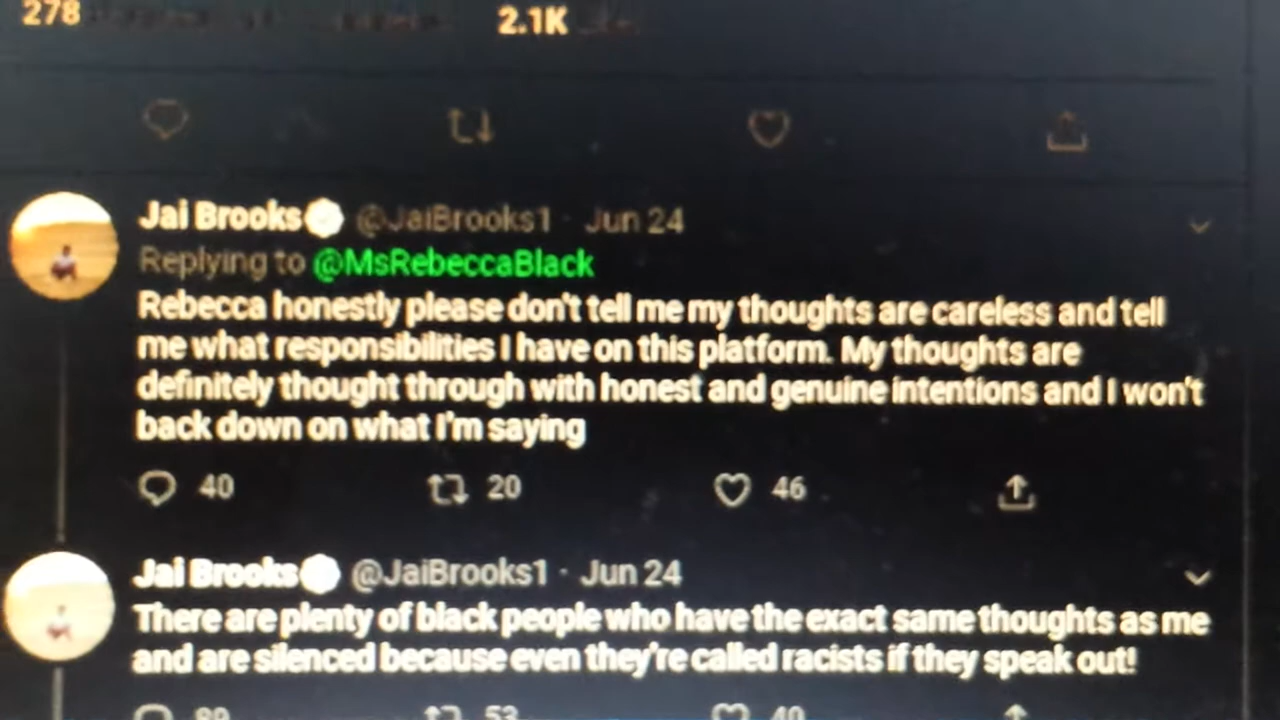 278 2.1K
Jai Brooks @JaiBrooks1 · Jun 24
Replying to @MsRebeccaBlack
Rebecca honestly please don't tell me my thoughts are careless and tell
me what responsibilities I have on this platform. My thoughts are
definitely thought through with honest and genuine intentions and I won't
back down on what I'm saying
40 20 46
Jai Brooks @JaiBrooks1 · Jun 24
There are plenty of black people who have the exact same thoughts as me
and are silenced because even they're called racists if they speak out!
89 53 40